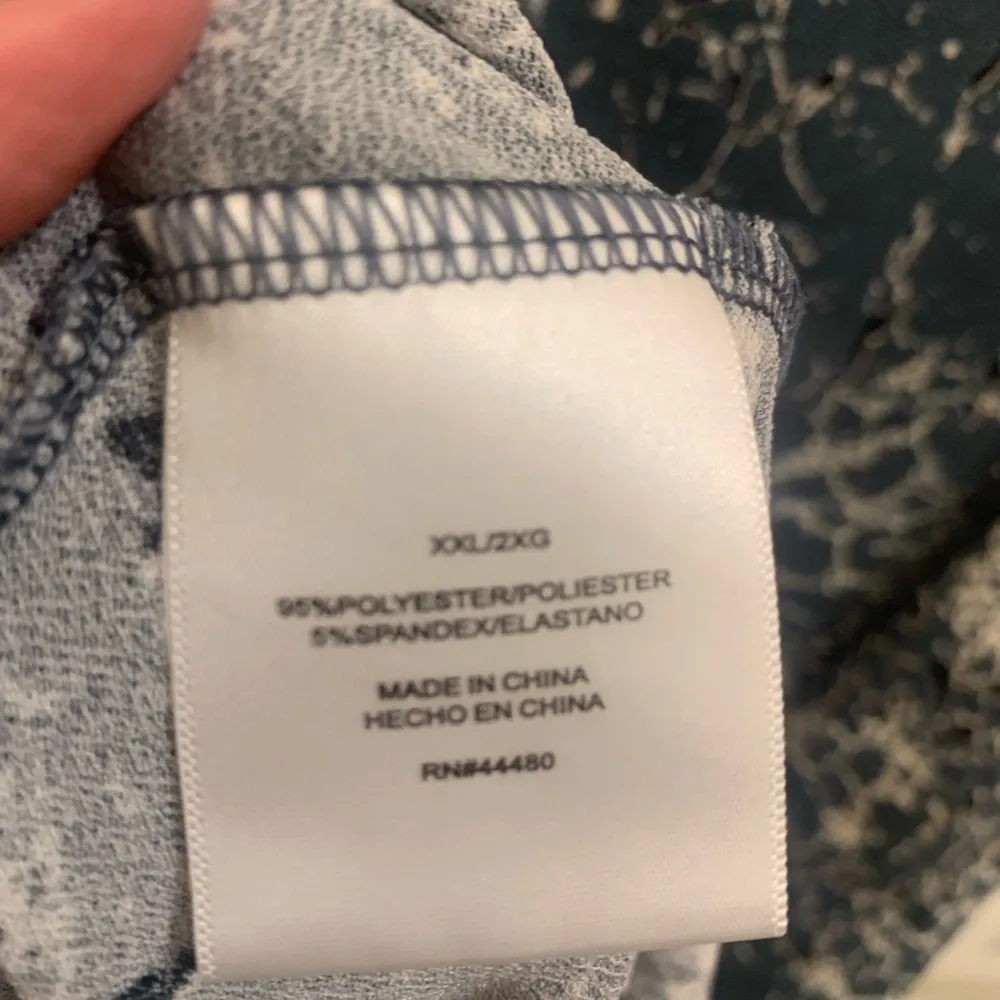 XXL/2XG
95%POLYESTER/POLIESTER
5%SPANDEX/ELASTANO
MADE IN CHINA
HECHO EN CHINA
RN#44480